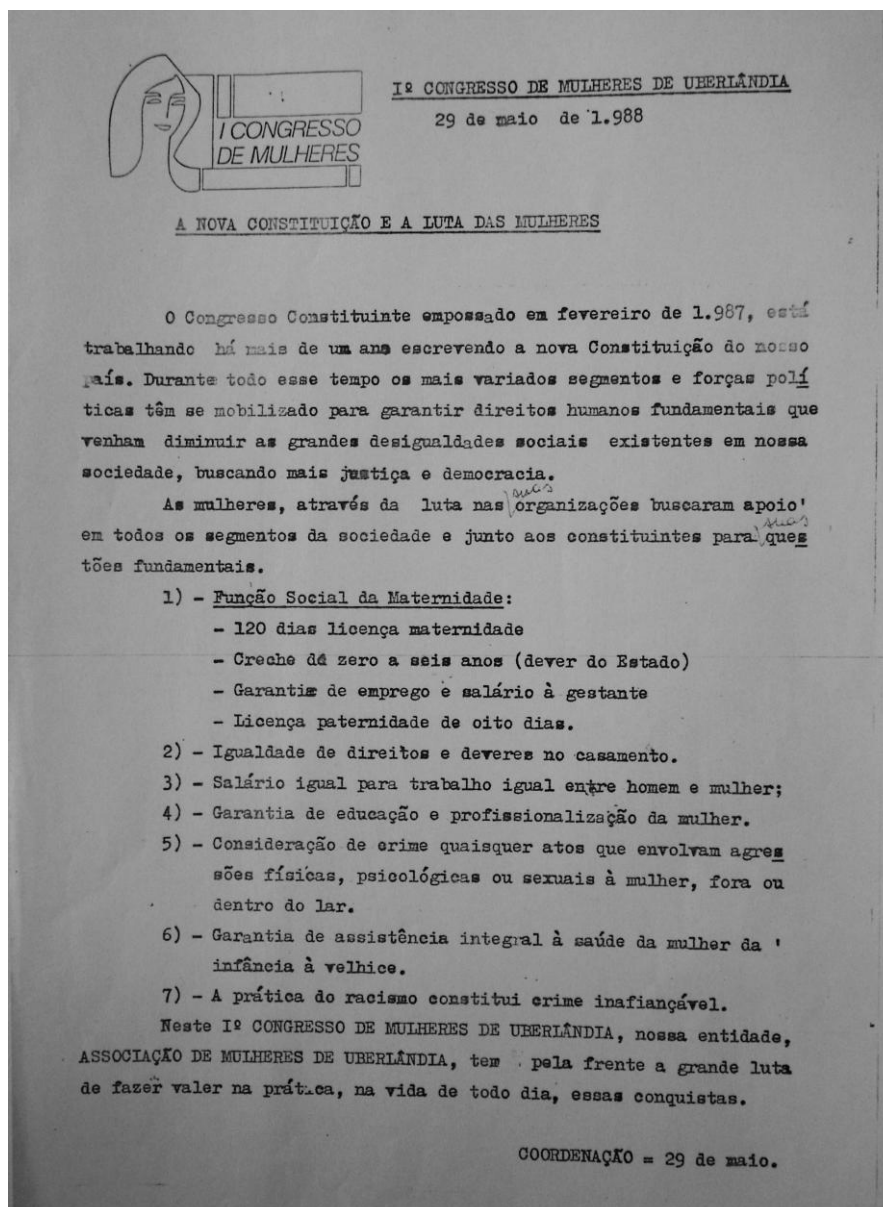 I CONGRESSO
DE MULHERES
Iº CONGRESSO DE MULHERES DE UBERLÂNDIA
29 de maio de 1.988
A NOVA CONSTITUIÇÃO E A LUTA DAS MULHERES
O Congresso Constituinte empossado em fevereiro de 1.987, está
trabalhando há mais de um ano escrevendo a nova Constituição do nosso
país. Durante todo esse tempo os mais variados segmentos e forças polí
ticas têm se mobilizado para garantir direitos humanos fundamentais que
venham diminuir as grandes desigualdades sociais existentes em nossa
sociedade, buscando mais justiça e democracia.
As mulheres, através da luta nas suas organizações buscaram apoio'
em todos os segmentos da sociedade e junto aos constituintes para suas ques
tões fundamentais.
1) - Função Social da Maternidade:
- 120 dias licença maternidade
- Creche de zero a seis anos (dever do Estado)
- Garantia de emprego e salário à gestante
- Licença paternidade de oito dias.
2) - Igualdade de direitos e deveres no casamento.
3) - Salário igual para trabalho igual entre homem e mulher;
4) - Garantia de educação e profissionalização da mulher.
5) - Consideração de crime quaisquer atos que envolvam agres
sões físicas, psicológicas ou sexuais à mulher, fora ou
dentro do lar.
6) - Garantia de assistência integral à saúde da mulher da '
infância à velhice.
7) - A prática do racismo constitui crime inafiançável.
Neste Iº CONGRESSO DE MULHERES DE UBERLÂNDIA, nossa entidade,
ASSOCIAÇÃO DE MULHERES DE UBERLÂNDIA, tem pela frente a grande luta
de fazer valer na prática, na vida de todo dia, essas conquistas.
COORDENAÇÃO = 29 de maio.